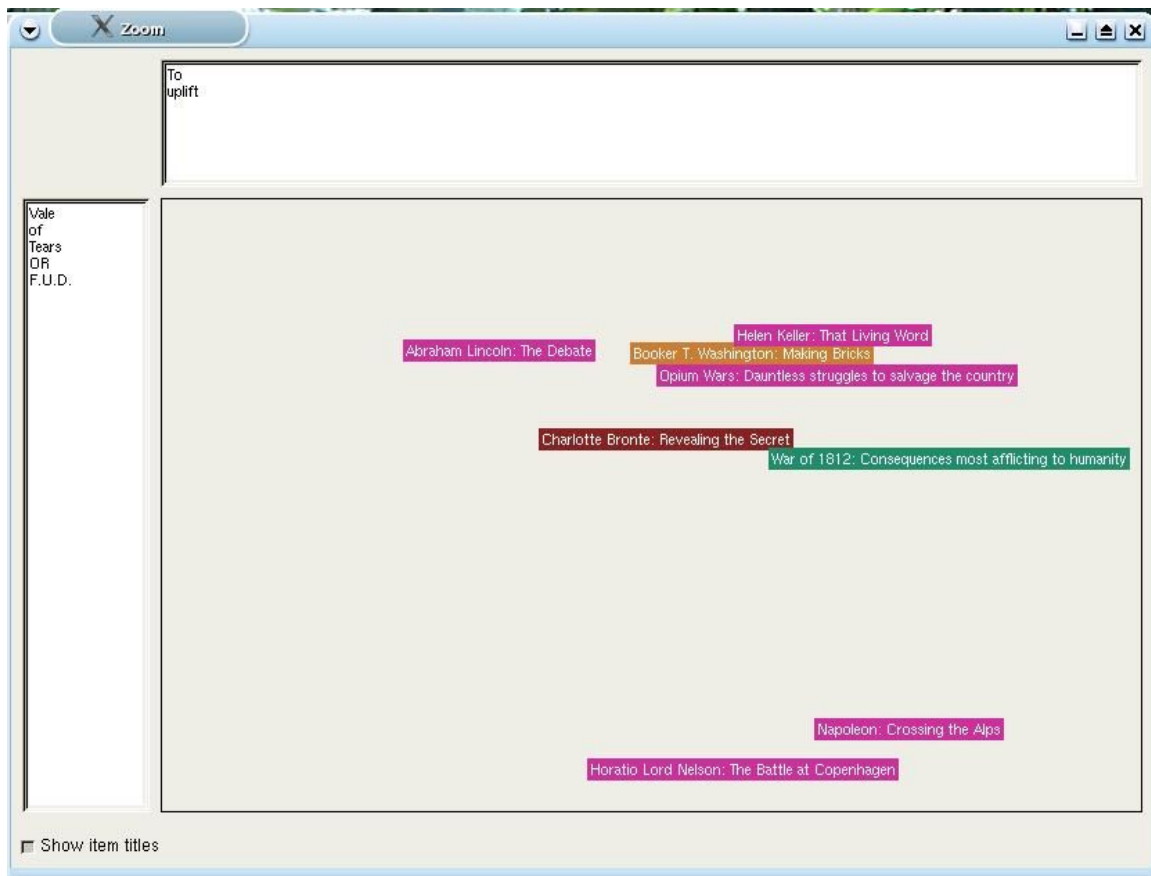 Zoom
To
uplift
Vale
of
Tears
OR
F.U.D.
Helen Keller: That Living Word
Abraham Lincoln: The Debate
Booker T. Washington: Making Bricks
Opium Wars: Dauntless struggles to salvage the country
Charlotte Bronte: Revealing the Secret
War of 1812: Consequences most afflicting to humanity
Napoleon: Crossing the Alps
Horatio Lord Nelson: The Battle at Copenhagen
Show item titles